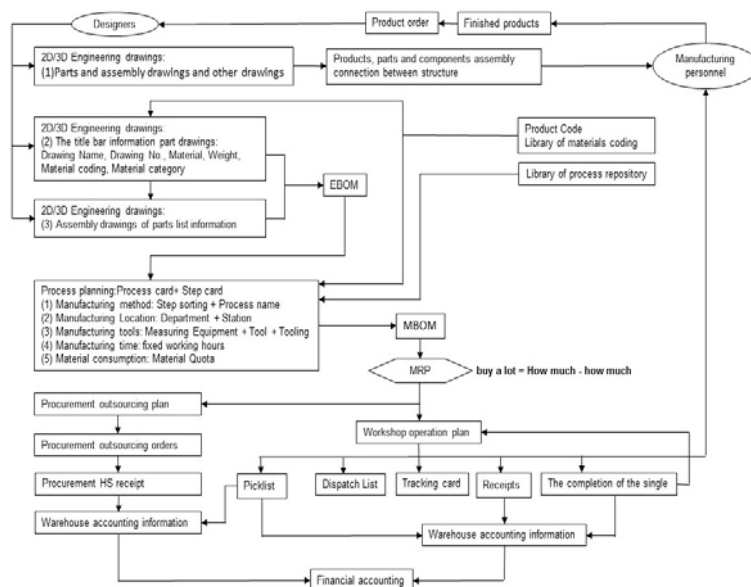 Designers
Product order
Finished products
Manufacturing
personnel
2D/3D Engineering drawings:
(1)Parts and assembly drawings and other drawings
Products, parts and components assembly
connection between structure
2D/3D Engineering drawings:
(2) The title bar information part drawings:
Drawing Name, Drawing No., Material, Weight,
Material coding, Material category
Product Code
Library of materials coding
EBOM
Library of process repository
2D/3D Engineering drawings:
(3) Assembly drawings of parts list information
Process planning:Process card+ Step card
(1) Manufacturing method: Step sorting + Process name
(2) Manufacturing Location: Department + Station
(3) Manufacturing tools: Measuring Equipment + Tool + Tooling
(4) Manufacturing time: fixed working hours
(5) Material consumption: Material Quota
MBOM
MRP
buy a lot = How much - how much
Procurement outsourcing plan
Workshop operation plan
Procurement outsourcing orders
Procurement HS receipt
Picklist
Dispatch List
Tracking card
Receipts
The completion of the single
Warehouse accounting information
Warehouse accounting information
Financial accounting